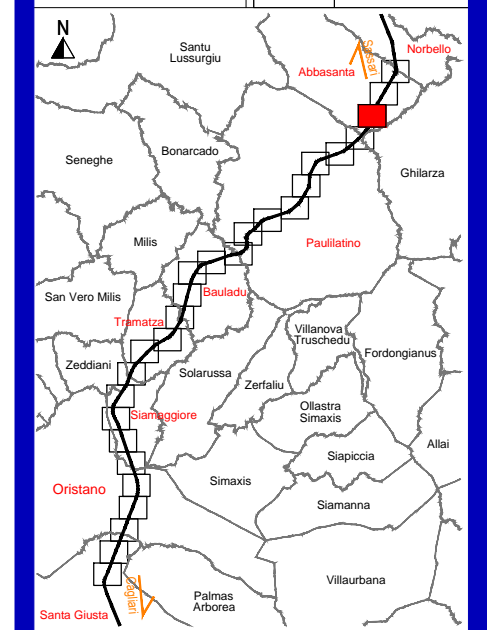 N
Santu
Lussurgiu
Norbello
Sassari
Abbasanta
Seneghe
Bonarcado
Ghilarza
Milis
Paulilatino
San Vero Milis
Bauladu
Tramatza
Villanova
Truschedu
Fordongianus
Zeddiani
Solarussa
Zerfaliu
Ollastra
Simaxis
Siamaggiore
Allai
Siapiccia
Simaxis
Oristano
Siamanna
Villaurbana
Cagliari
Palmas
Arborea
Santa Giusta